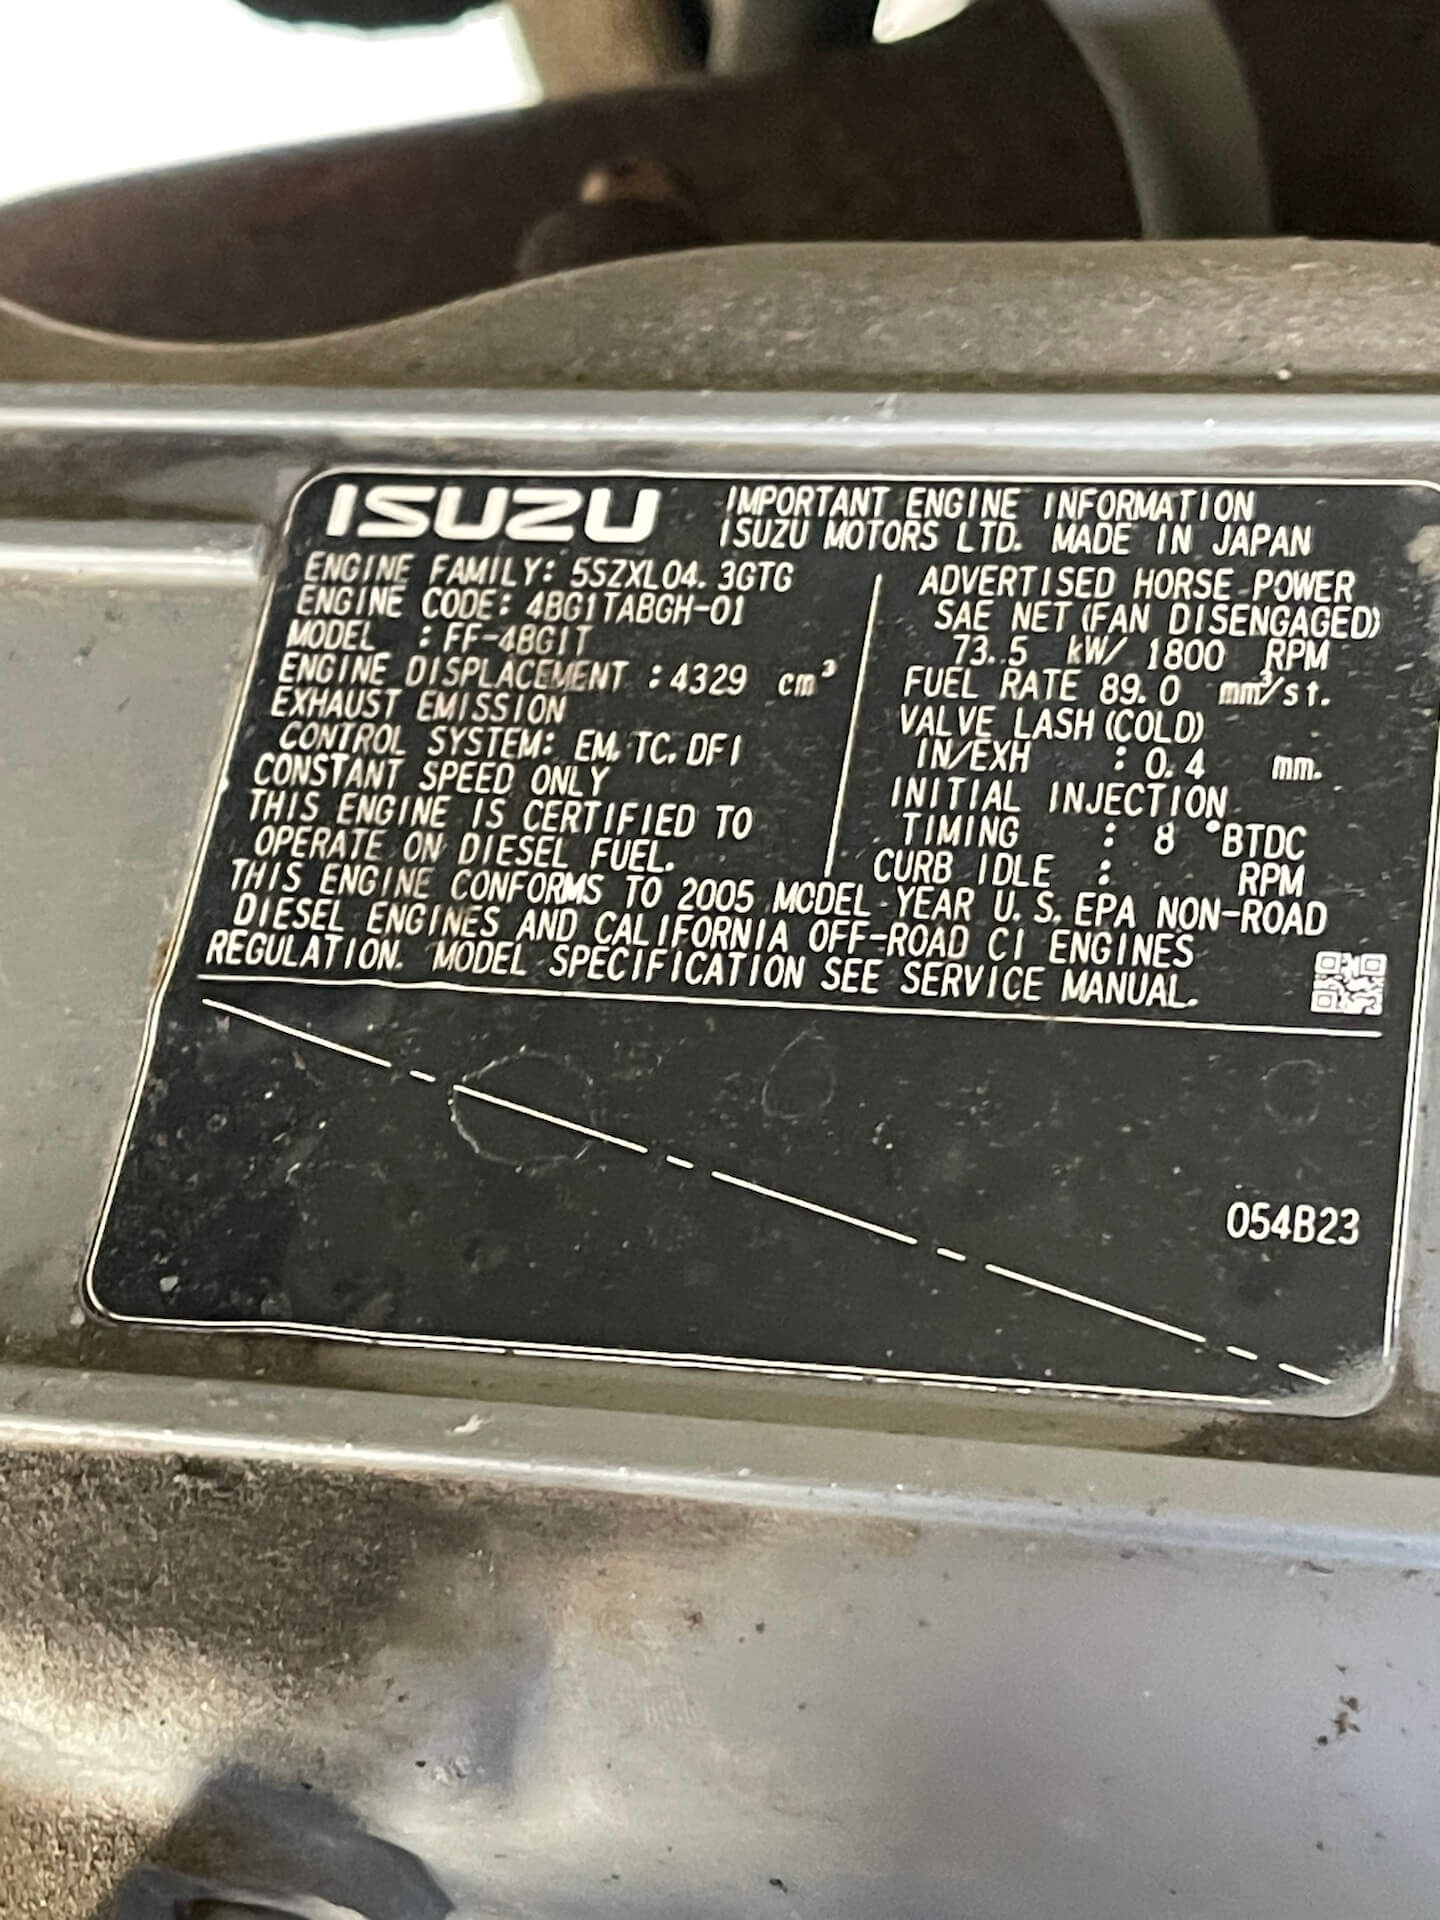 ISUZU
IMPORTANT ENGINE INFORMATION
ISUZU MOTORS LTD. MADE IN JAPAN
ENGINE FAMILY: 5SZXL04.3GTG
ENGINE CODE: 4BG1TABGH-01
MODEL : FF-4BG1T
ENGINE DISPLACEMENT : 4329 cm³
EXHAUST EMISSION
CONTROL SYSTEM: EM, TC, DFI
CONSTANT SPEED ONLY
THIS ENGINE IS CERTIFIED TO
OPERATE ON DIESEL FUEL.
ADVERTISED HORSE POWER
SAE NET (FAN DISENGAGED)
73.5 kW/ 1800 RPM
FUEL RATE 89.0 mm³/st.
VALVE LASH (COLD)
IN/EXH : 0.4 mm.
INITIAL INJECTION
TIMING : 8 °BTDC
CURB IDLE : RPM
THIS ENGINE CONFORMS TO 2005 MODEL YEAR U.S. EPA NON-ROAD
DIESEL ENGINES AND CALIFORNIA OFF-ROAD CI ENGINES
REGULATION. MODEL SPECIFICATION SEE SERVICE MANUAL.
054B23